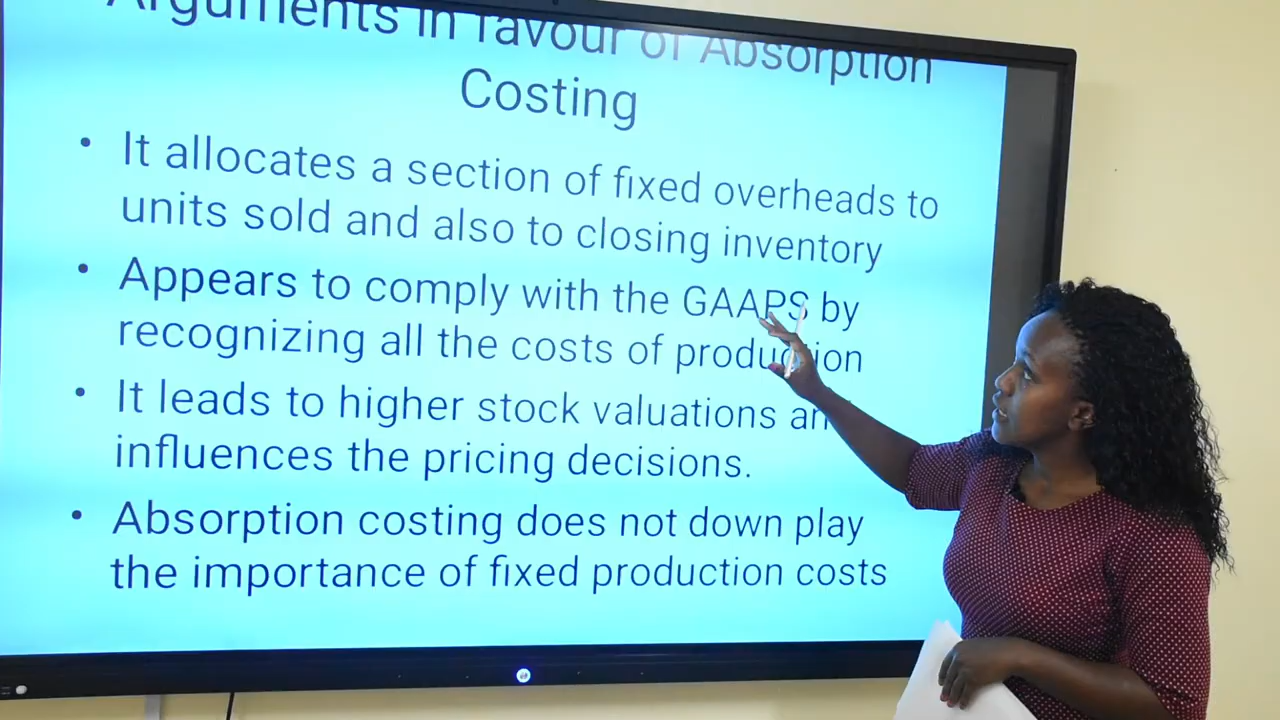 Arguments in favour of Absorption
Costing
• It allocates a section of fixed overheads to
units sold and also to closing inventory
• Appears to comply with the GAAPS by
recognizing all the costs of production
• It leads to higher stock valuations an
influences the pricing decisions.
• Absorption costing does not down play
the importance of fixed production costs